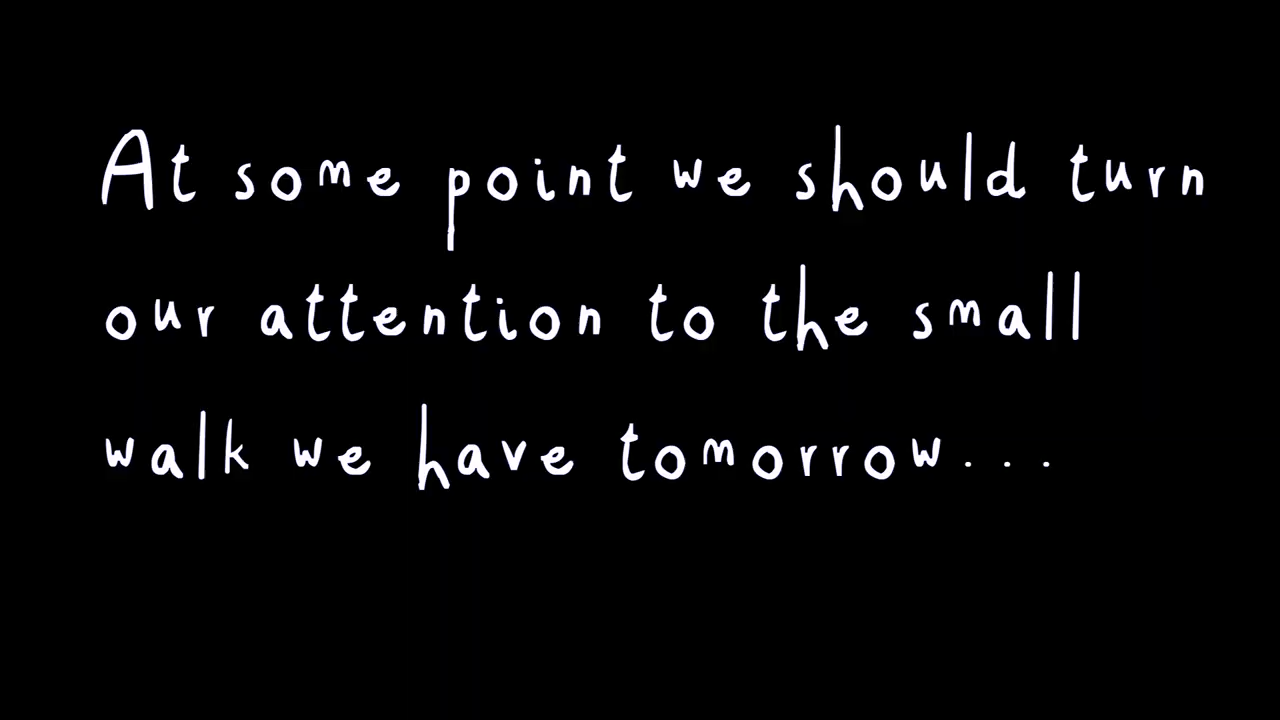 At some point we should turn
our attention to the small
walk we have tomorrow...